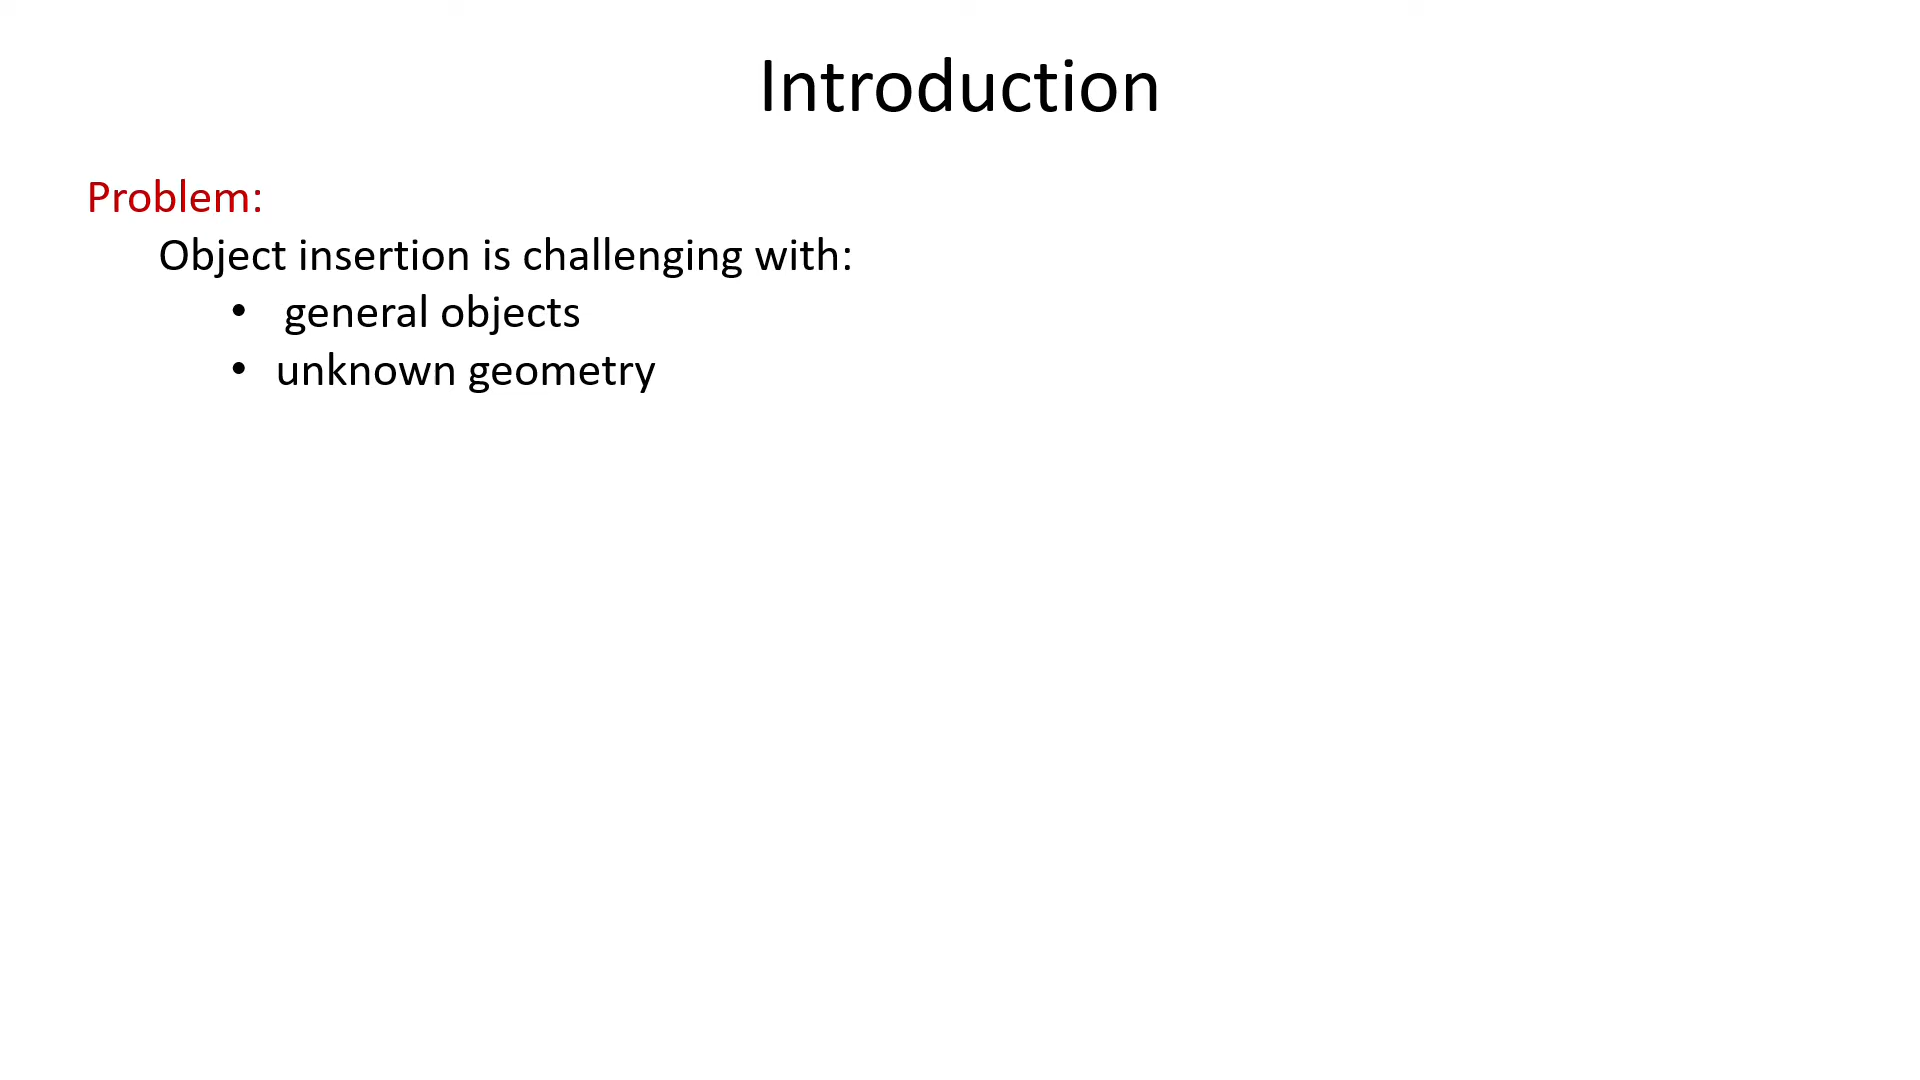 Introduction
Problem:
Object insertion is challenging with:
• general objects
• unknown geometry